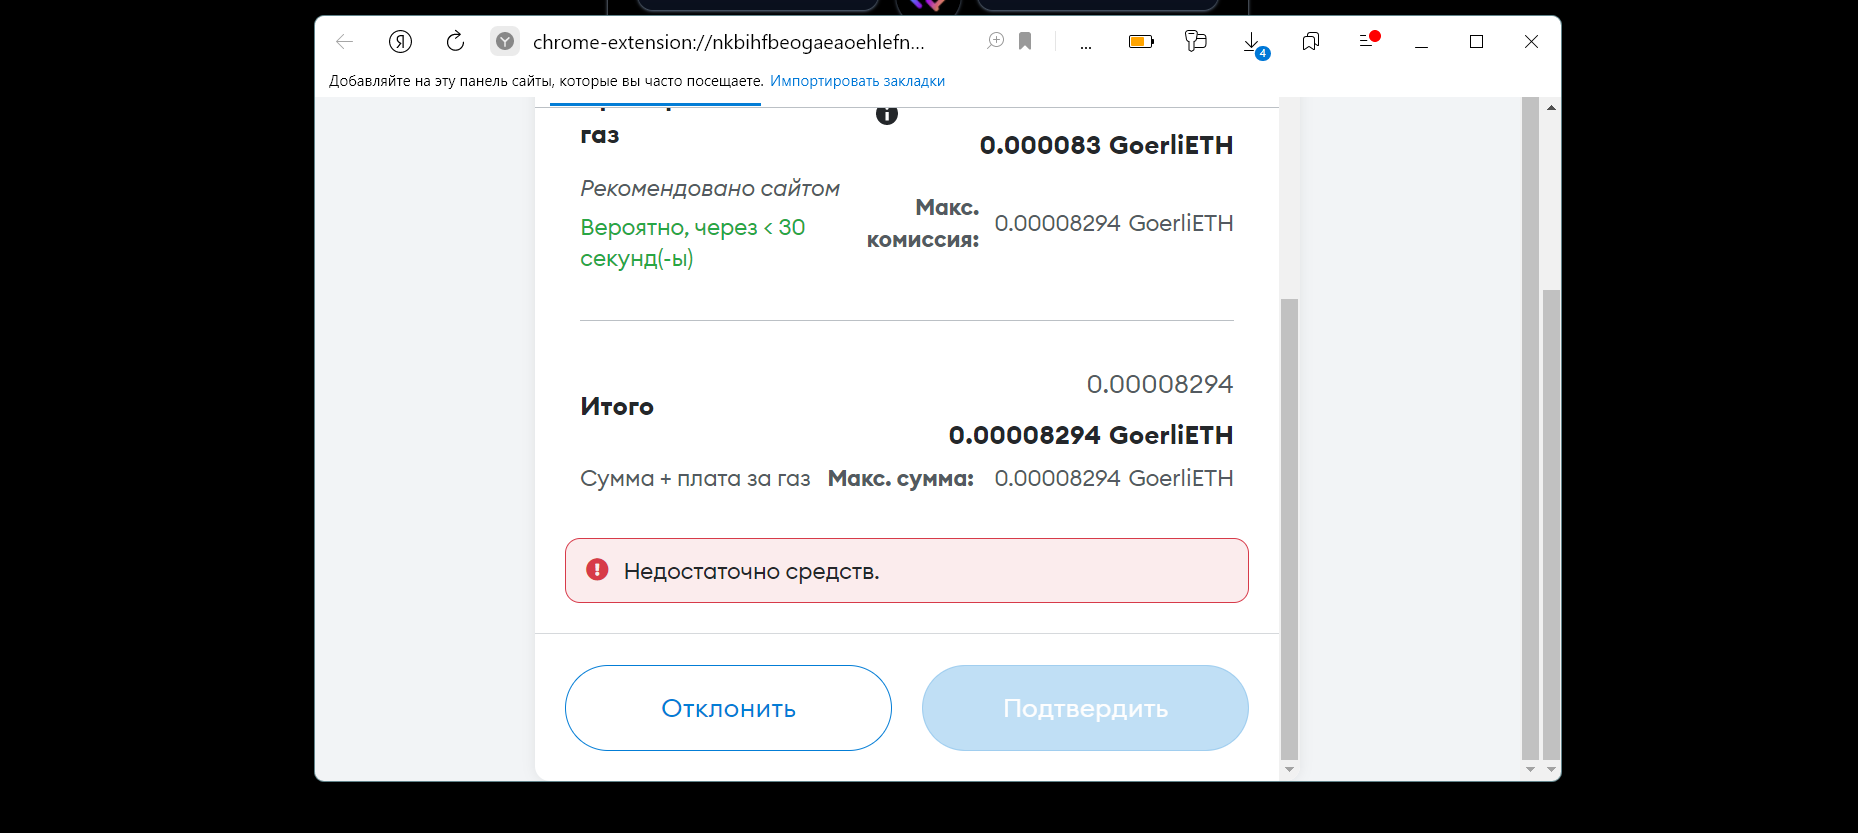 chrome-extension://nkbihfbeogaeaoehlefn...
...
4
Добавляйте на эту панель сайты, которые вы часто посещаете. Импортировать закладки
газ
0.000083 GoerliETH
Рекомендовано сайтом
Вероятно, через < 30
секунд(-ы)
Макс.
комиссия:
0.00008294 GoerliETH
Итого
0.00008294
0.00008294 GoerliETH
Сумма + плата за газ Макс. сумма: 0.00008294 GoerliETH
Недостаточно средств.
Отклонить
Подтвердить